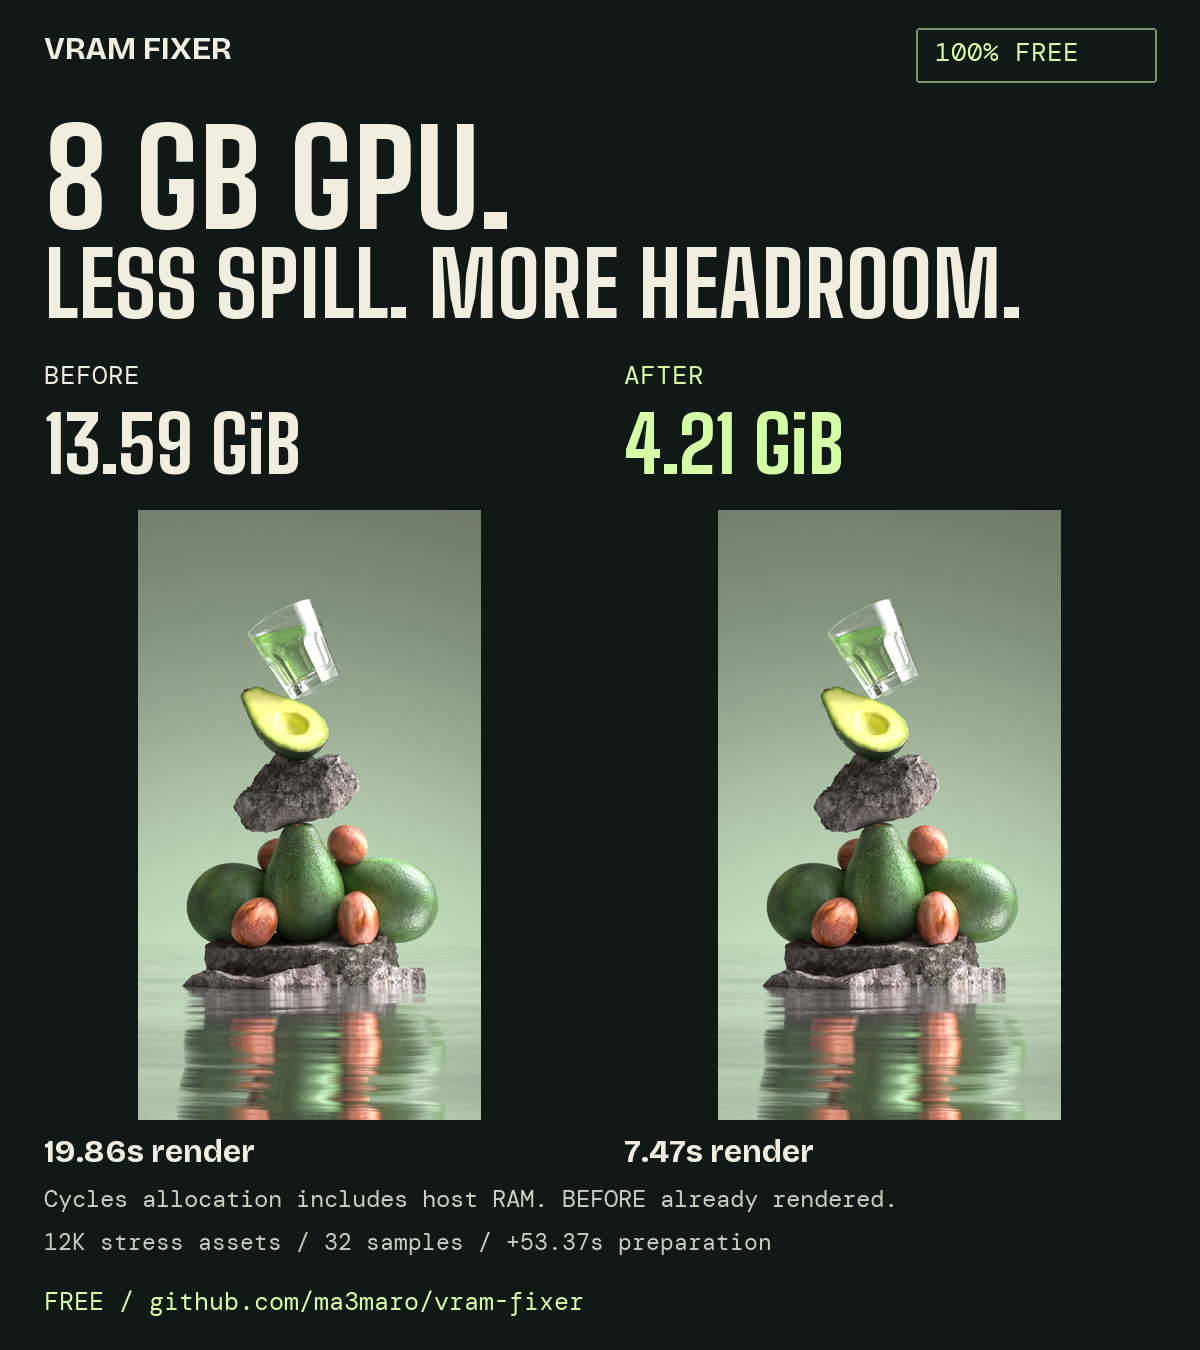 VRAM FIXER
100% FREE
8 GB GPU.
LESS SPILL. MORE HEADROOM.
BEFORE
13.59 GiB
AFTER
4.21 GiB
19.86s render
7.47s render
Cycles allocation includes host RAM. BEFORE already rendered.
12K stress assets / 32 samples / +53.37s preparation
FREE / github.com/ma3maro/vram-fixer